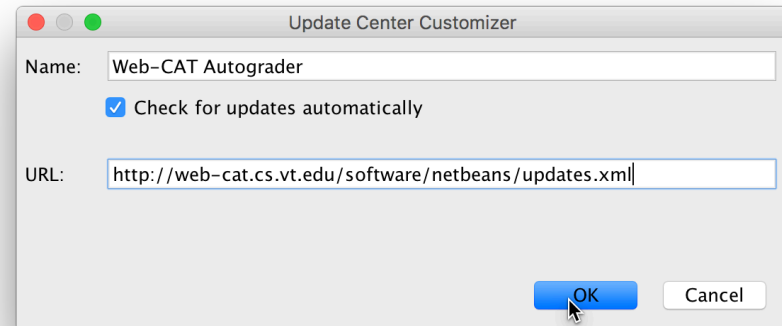 Update Center Customizer
Name: Web-CAT Autograder
Check for updates automatically
URL: http://web-cat.cs.vt.edu/software/netbeans/updates.xml
OK Cancel